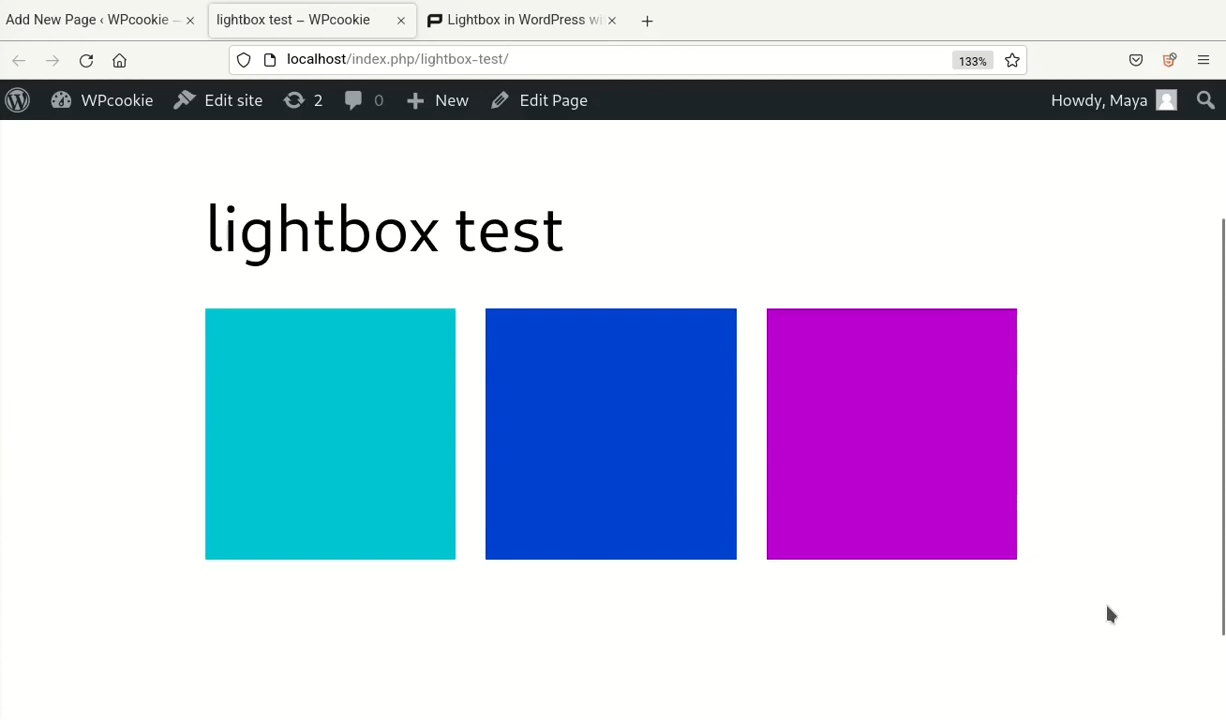 Add New Page ‹ WPcookie –
lightbox test – WPcookie
Lightbox in WordPress wi
localhost/index.php/lightbox-test/
133%
WPcookie
Edit site
2
0
New
Edit Page
Howdy, Maya
lightbox test